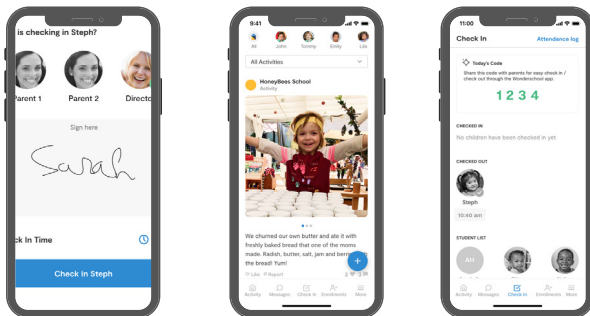 is checking in Steph?
Parent 1
Parent 2
Directo
Sign here
Sarah
ck In Time
Check In Steph
9:41
All
John
Tommy
Emily
Lila
All Activities
HoneyBees School
Activity
We churned our own butter and ate it with
freshly baked bread that one of the moms
made. Radish, butter, salt, jam and berri
the bread! Yum!
Like
Report
3
3
Activity
Messages
Check In
Enrollments
More
11:00
Check In
Attendance log
Today's Code
Share this code with parents for easy check in /
check out through the Wonderschool app.
1 2 3 4
CHECKED IN
No children have been checked in yet
CHECKED OUT
Steph
10:40 am
STUDENT LIST
AH
Activity
Messages
Check In
Enrollments
More